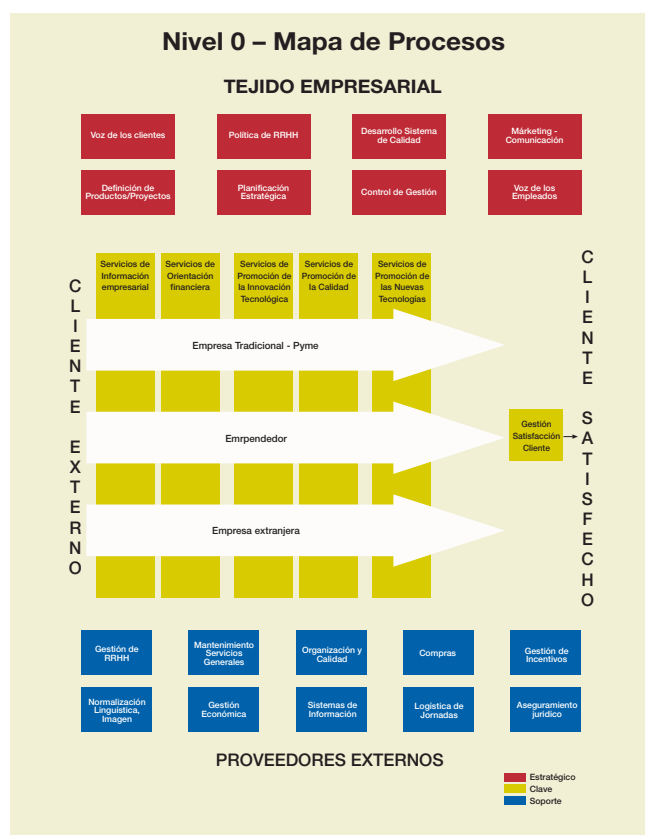 Nivel 0 – Mapa de Procesos
TEJIDO EMPRESARIAL
Voz de los clientes
Política de RRHH
Desarrollo Sistema
de Calidad
Márketing -
Comunicación
Definición de
Productos/Proyectos
Planificación
Estratégica
Control de Gestión
Voz de los
Empleados
CLIENTE EXTERNO
Servicios de
Información
empresarial
Servicios de
Orientación
financiera
Servicios de
Promoción de
la Innovación
Tecnológica
Servicios de
Promoción de
la Calidad
Servicios de
Promoción de
las Nuevas
Tecnologías
Empresa Tradicional - Pyme
Emrpendedor
Empresa extranjera
Gestión
Satisfacción
Cliente
CLIENTE SATISFECHO
Gestión de
RRHH
Mantenimiento
Servicios
Generales
Organización y
Calidad
Compras
Gestión de
Incentivos
Normalización
Linguística,
Imagen
Gestión
Económica
Sistemas de
Información
Logística de
Jornadas
Aseguramiento
juridico
PROVEEDORES EXTERNOS
Estratégico
Clave
Soporte